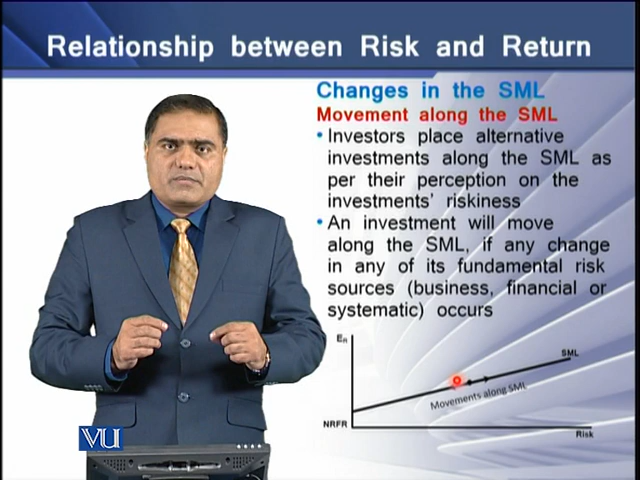 Relationship between Risk and Return
Changes in the SML
Movement along the SML
• Investors place alternative
investments along the SML as
per their perception on the
investments' riskiness
• An investment will move
along the SML, if any change
in any of its fundamental risk
sources (business, financial or
systematic) occurs
ER
SML
Movements along SML
NRFR
Risk
VU